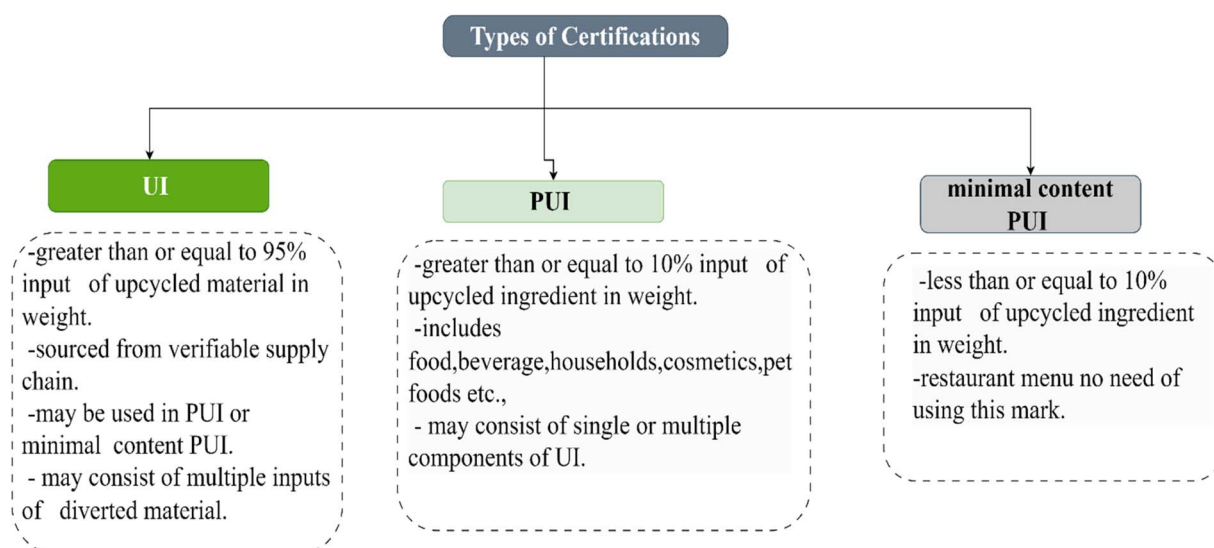 Types of Certifications
UI
-greater than or equal to 95%
input of upcycled material in
weight.
-sourced from verifiable supply
chain.
-may be used in PUI or
minimal content PUI.
- may consist of multiple inputs
of diverted material.
PUI
-greater than or equal to 10% input of
upcycled ingredient in weight.
-includes
food,beverage,households,cosmetics,pet
foods etc.,
- may consist of single or multiple
components of UI.
minimal content
PUI
-less than or equal to 10%
input of upcycled ingredient
in weight.
-restaurant menu no need of
using this mark.